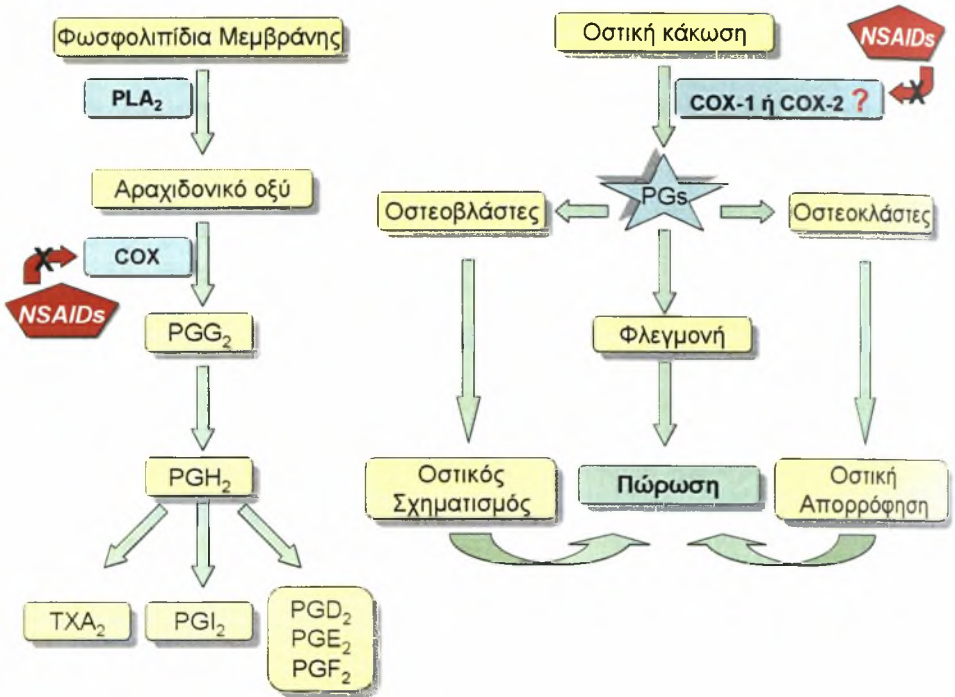 Φωσφολιπίδια Μεμβράνης
PLA₂
Αραχιδονικό οξύ
COX
NSAIDs
PGG₂
PGH₂
TXA₂
PGI₂
PGD₂
PGE₂
PGF₂
Οστική κάκωση
NSAIDs
COX-1 ή COX-2 ?
PGs
Οστεοβλάστες
Οστεοκλάστες
Φλεγμονή
Οστικός
Σχηματισμός
Πώρωση
Οστική
Απορρόφηση